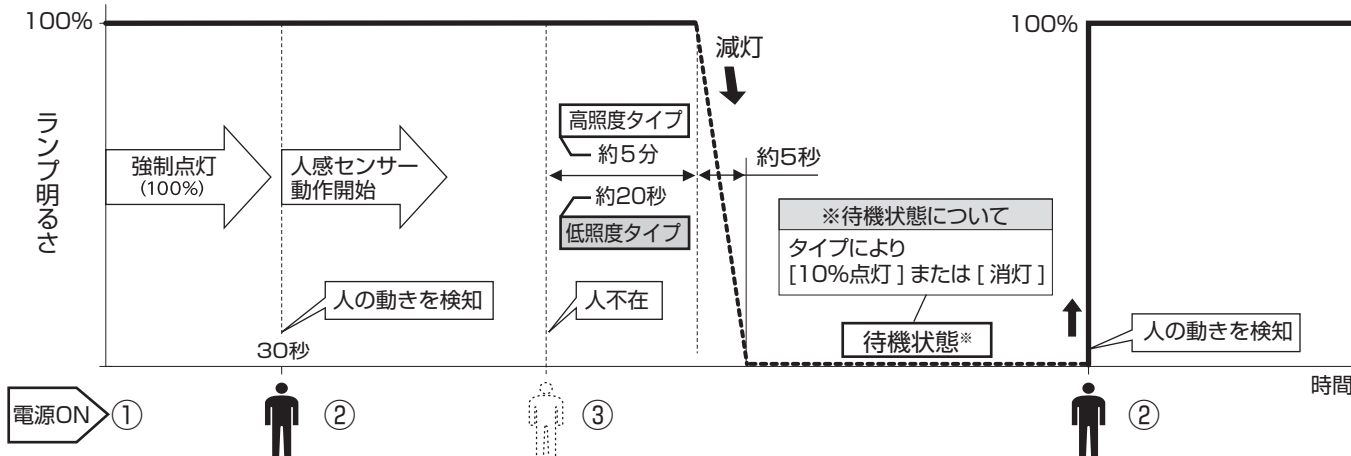 100%
ランプ明るさ
強制点灯
(100%)
人感センサー
動作開始
人の動きを検知
30秒
高照度タイプ
約5分
約20秒
低照度タイプ
人不在
減灯
約5秒
※待機状態について
タイプにより
[10%点灯]または[消灯]
待機状態※
100%
人の動きを検知
時間
電源ON
①
②
③
②